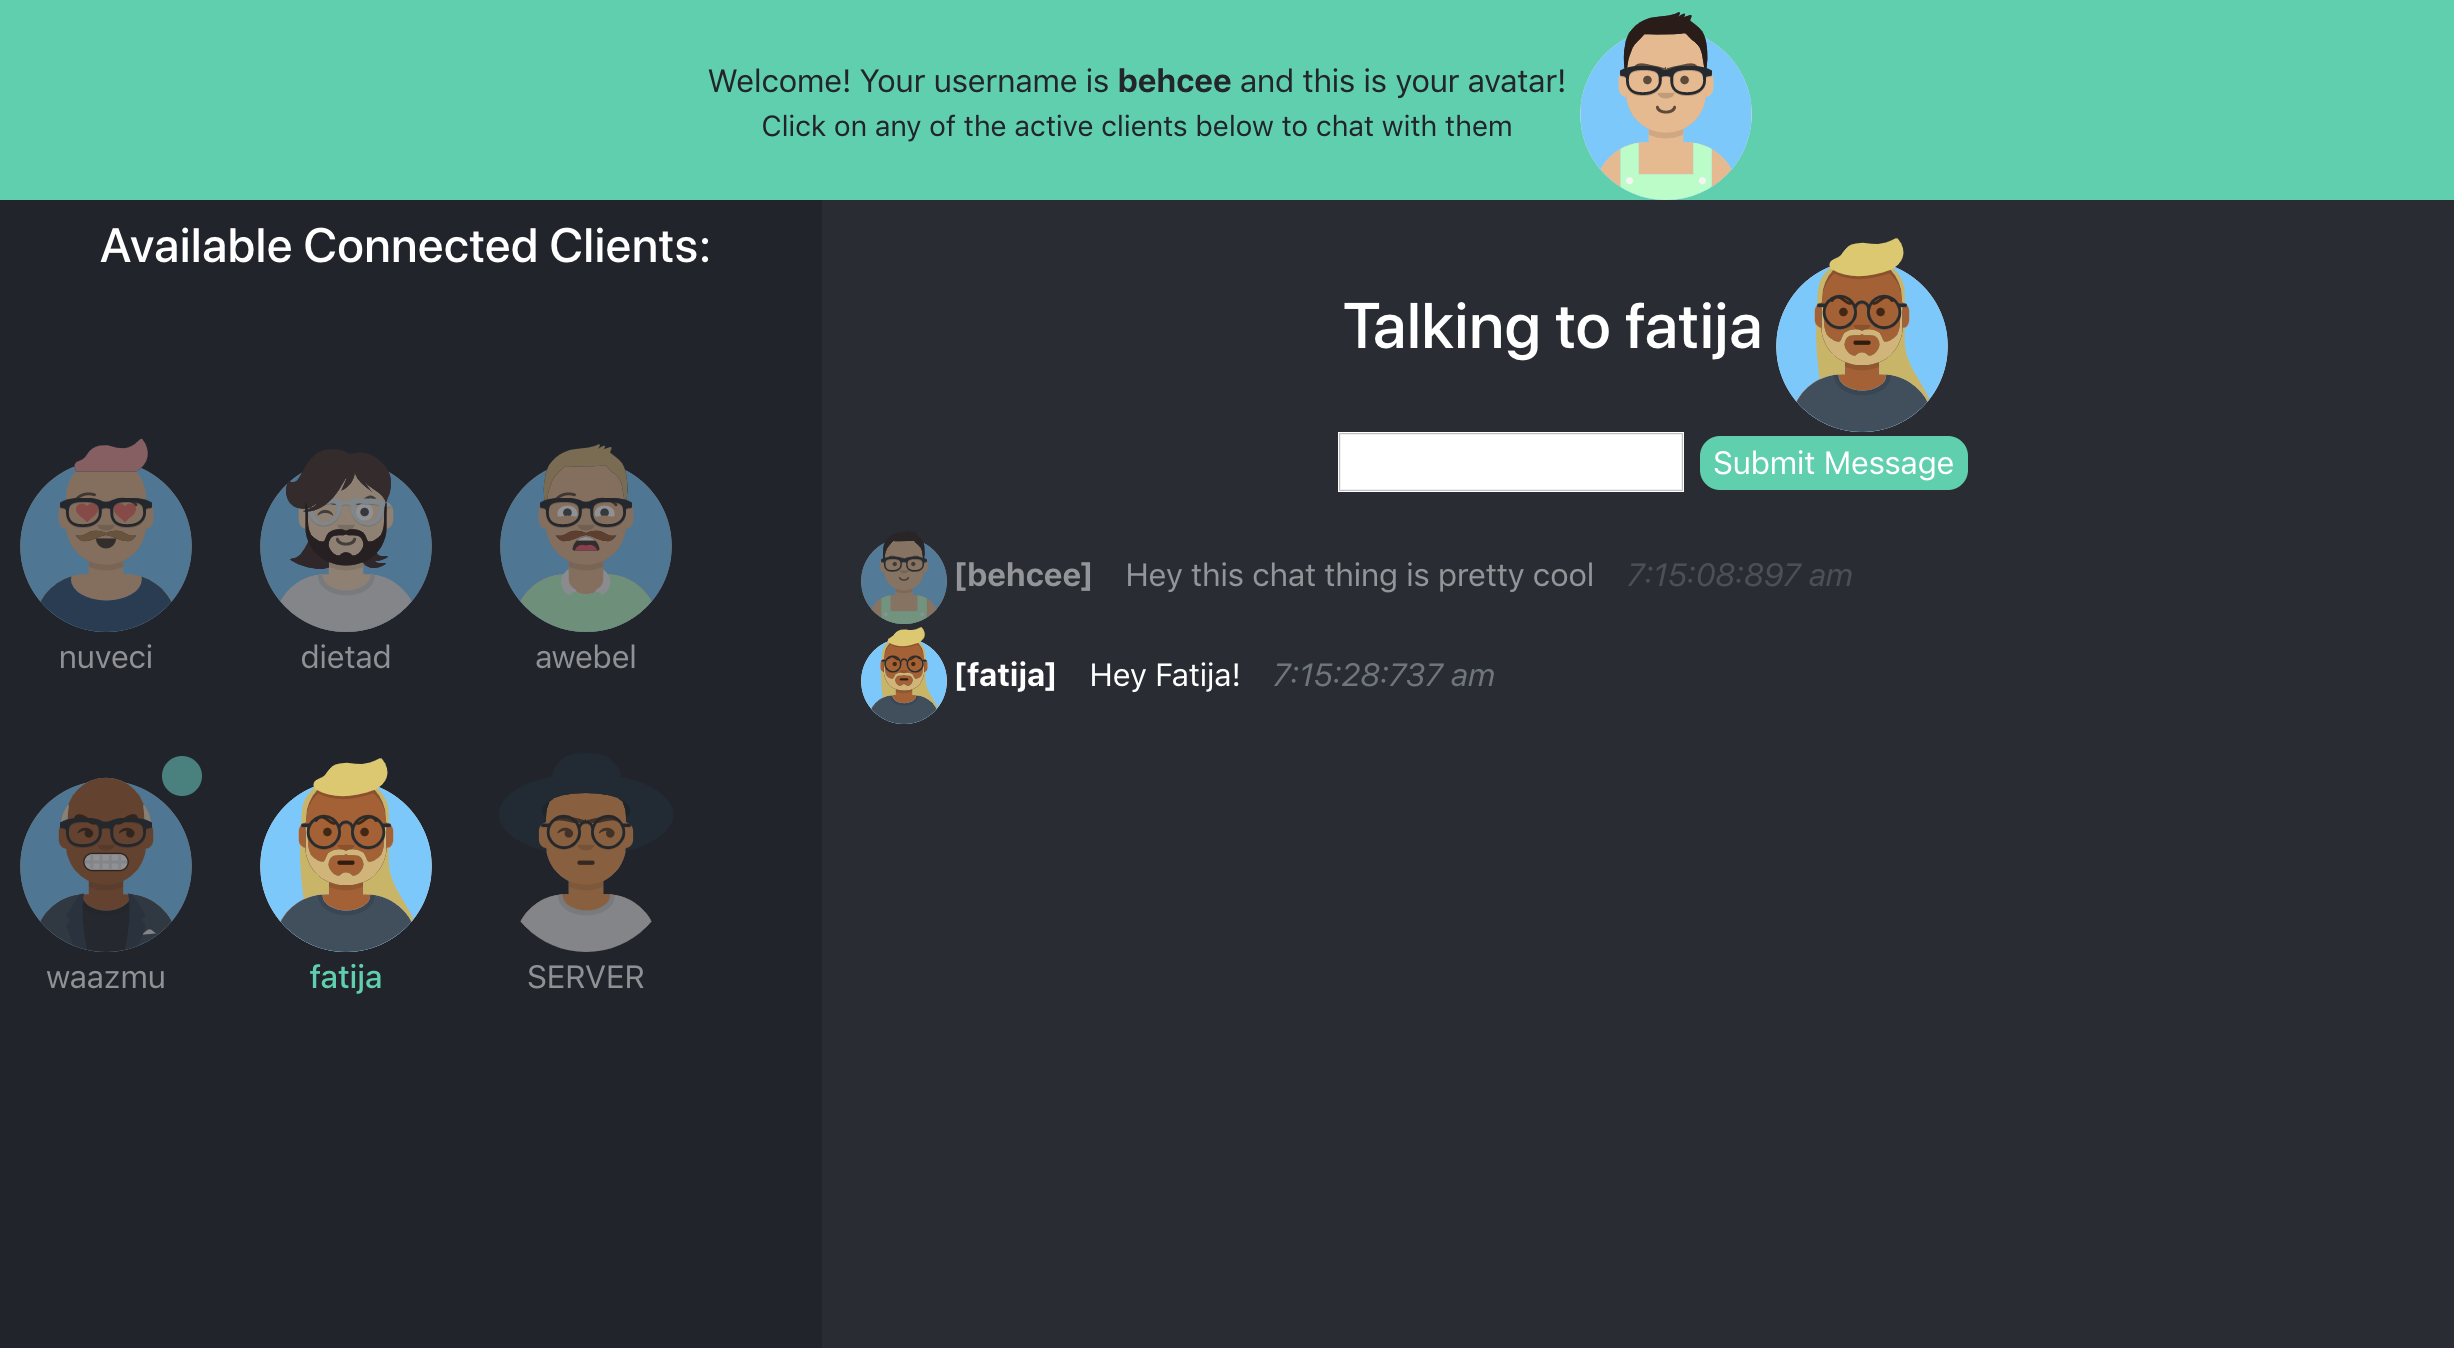 Welcome! Your username is behcee and this is your avatar!
Click on any of the active clients below to chat with them
Available Connected Clients:
nuveci
dietad
awebel
waazmu
fatija
SERVER
Talking to fatija
Submit Message
[behcee] Hey this chat thing is pretty cool 7:15:08:897 am
[fatija] Hey Fatija! 7:15:28:737 am